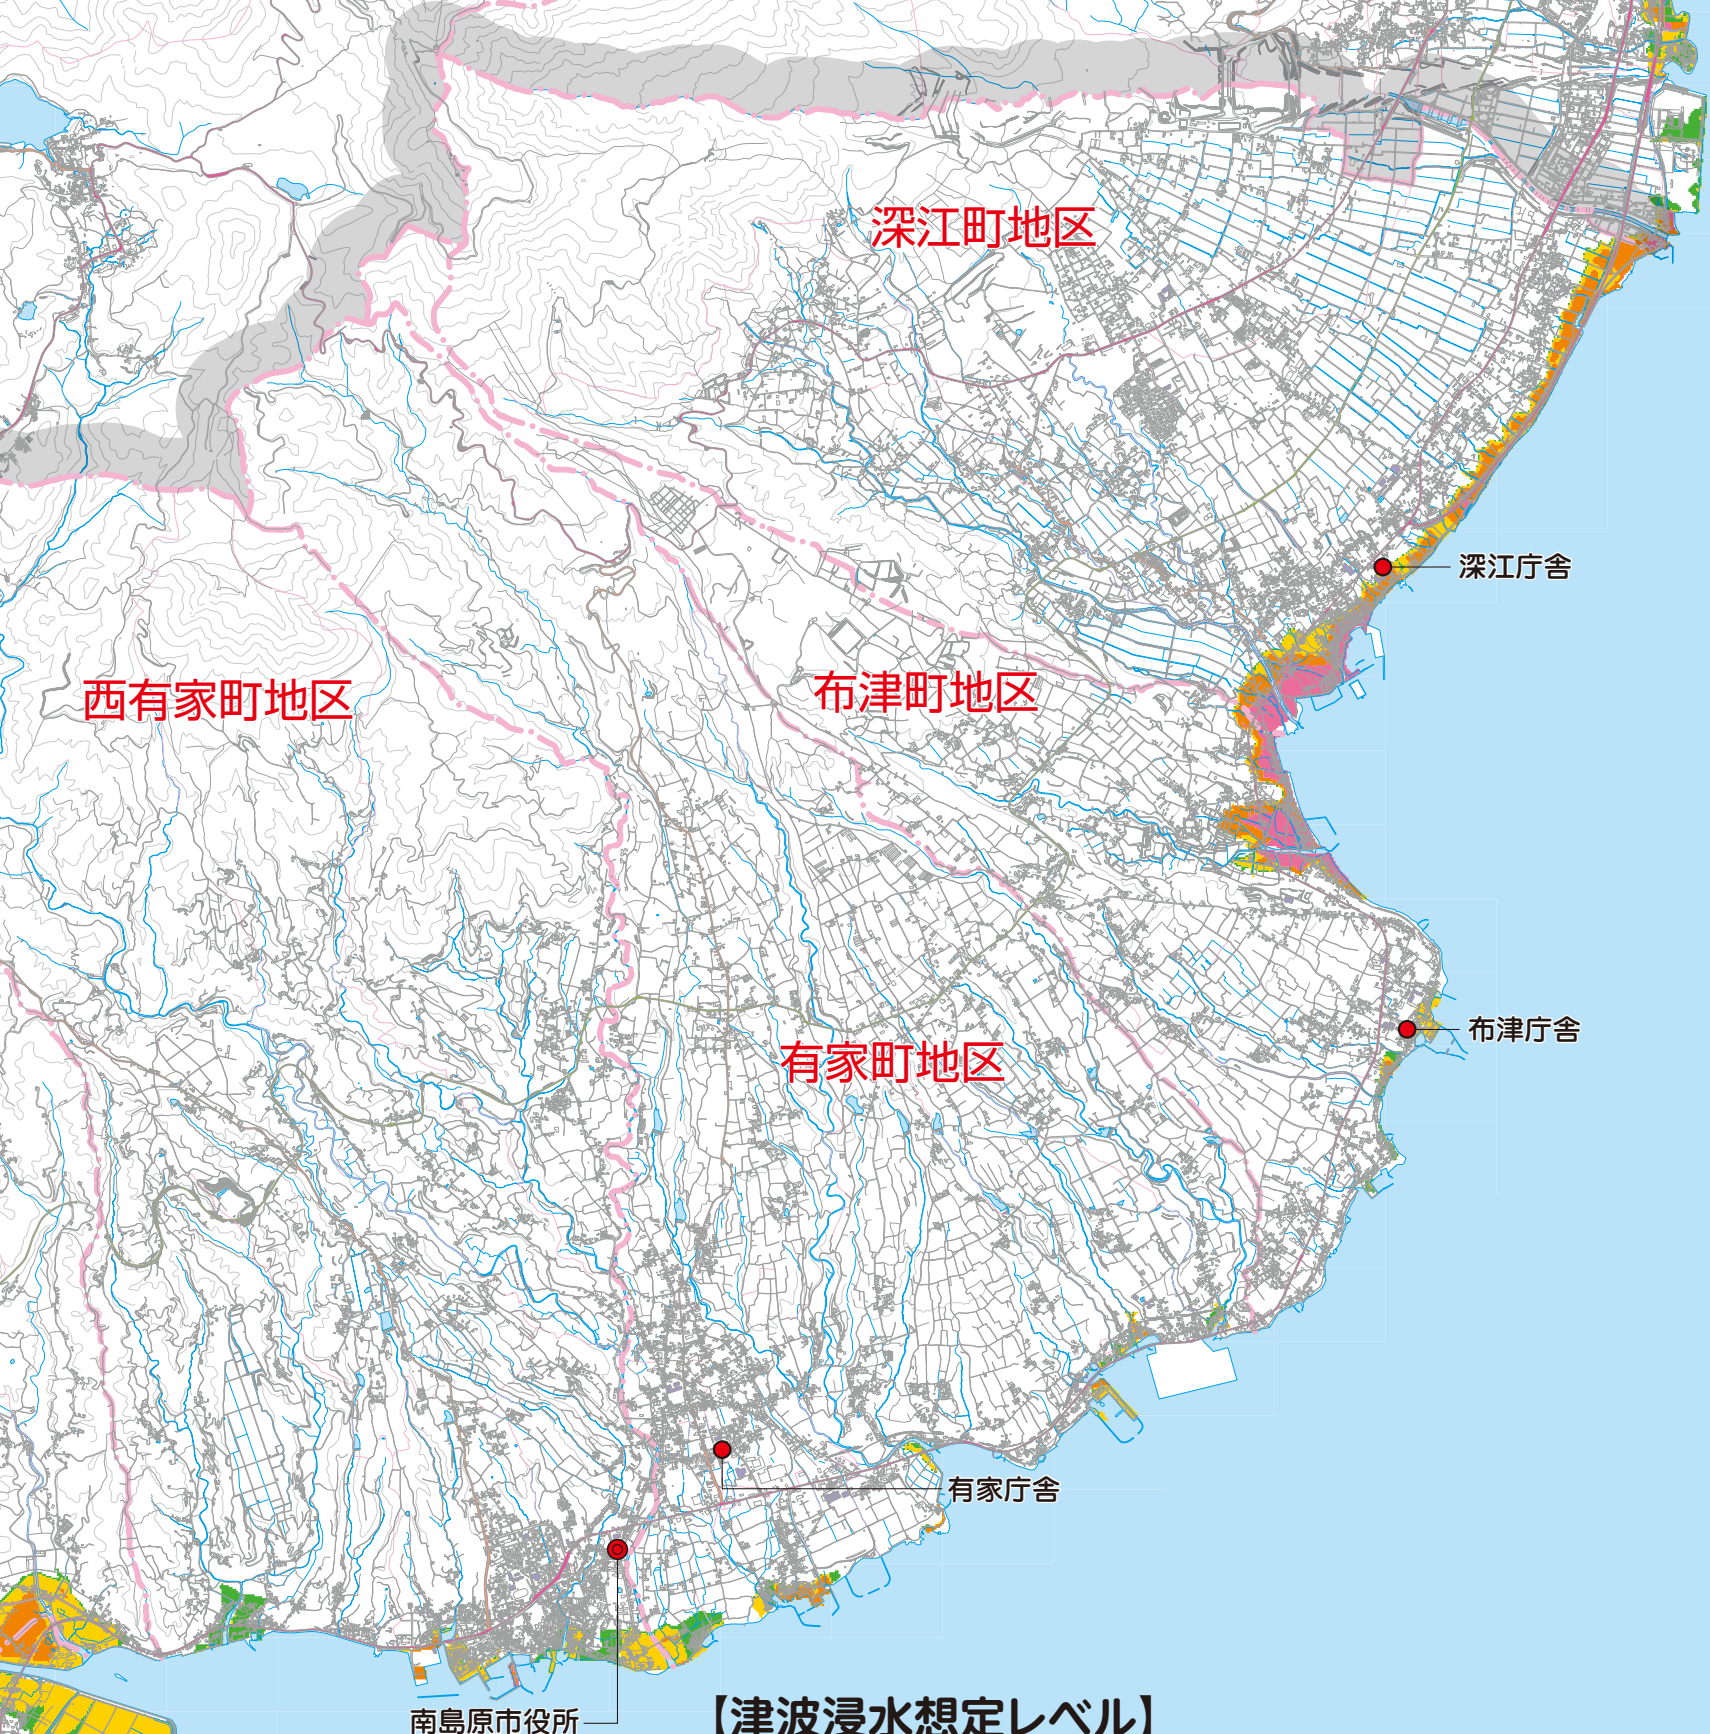 深江町地区
深江庁舎
西有家町地区
布津町地区
布津庁舎
有家町地区
有家庁舎
南島原市役所
【津波浸水想定レベル】